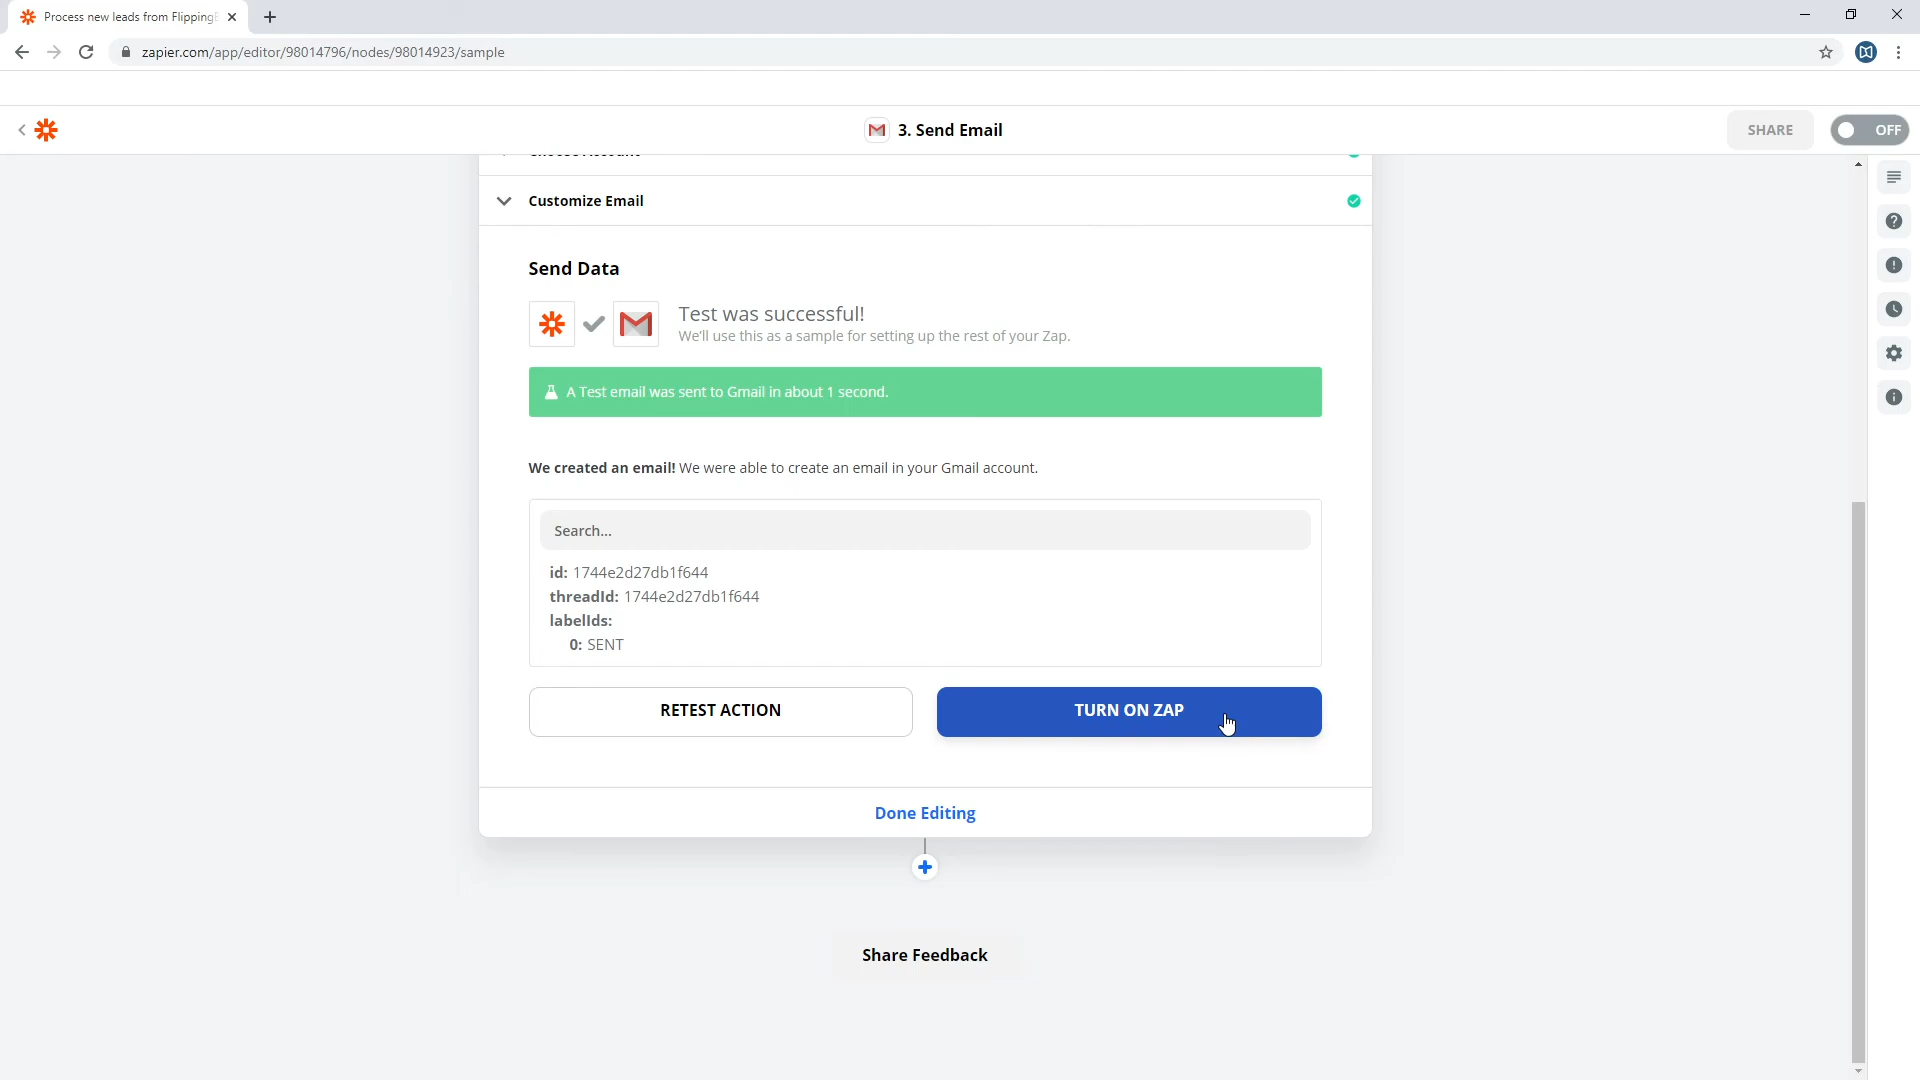 Process new leads from Flipping
zapier.com/app/editor/98014796/nodes/98014923/sample
3. Send Email
SHARE
OFF
Choose Account
Customize Email
Send Data
Test was successful!
We'll use this as a sample for setting up the rest of your Zap.
A Test email was sent to Gmail in about 1 second.
We created an email! We were able to create an email in your Gmail account.
Search...
id: 1744e2d27db1f644
threadId: 1744e2d27db1f644
labelIds:
0: SENT
RETEST ACTION
TURN ON ZAP
Done Editing
Share Feedback